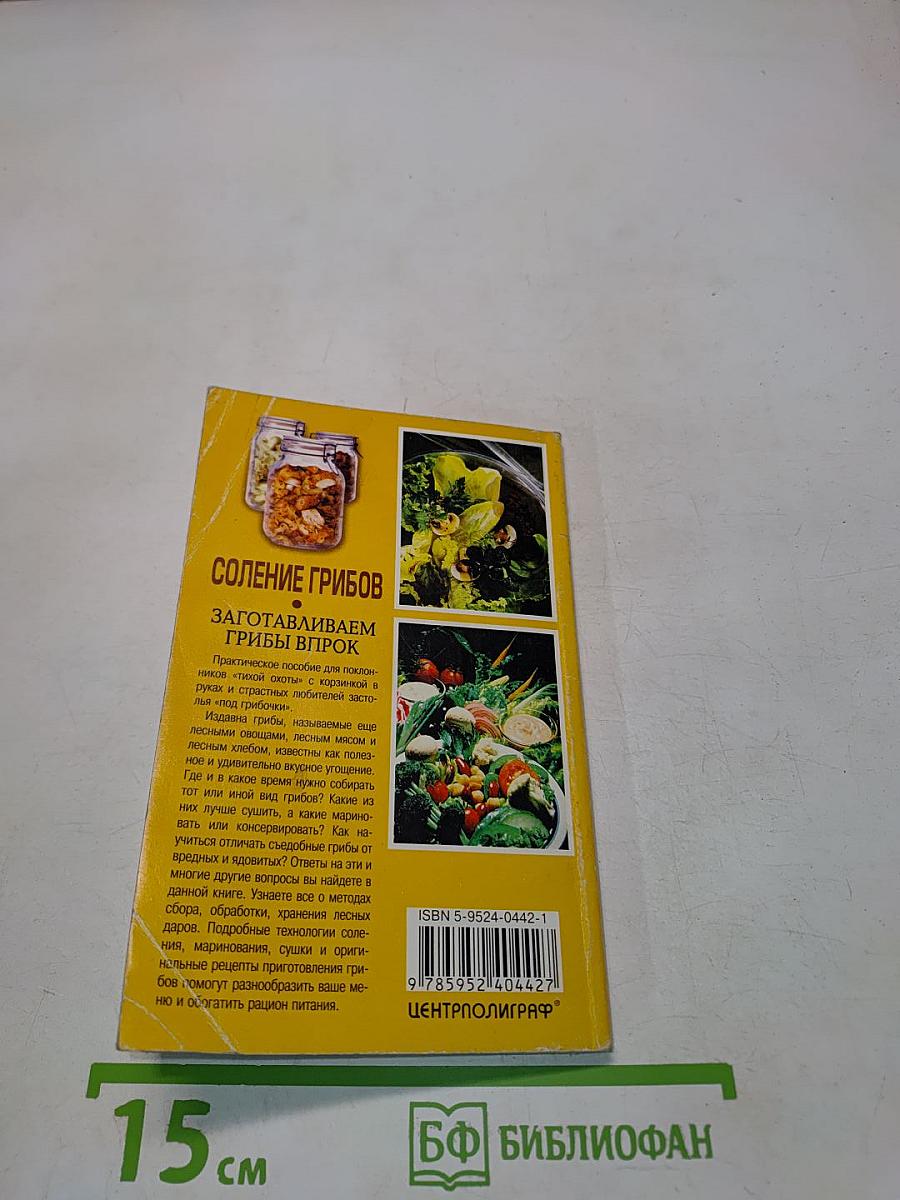 СОЛЕНИЕ ГРИБОВ
•
ЗАГОТАВЛИВАЕМ
ГРИБЫ ВПРОК
Практическое пособие для поклон-
ников «тихой охоты» с корзинкой в
руках и страстных любителей засто-
лья «под грибочки».
Издавна грибы, называемые еще
лесными овощами, лесным мясом и
лесным хлебом, известны как полез-
ное и удивительно вкусное угощение.
Где и в какое время нужно собирать
тот или иной вид грибов? Какие из
них лучше сушить, а какие марино-
вать или консервировать? Как на-
учиться отличать съедобные грибы от
вредных и ядовитых? Ответы на эти и
многие другие вопросы вы найдете в
данной книге. Узнаете все о методах
сбора, обработки, хранения лесных
даров. Подробные технологии соле-
ния, маринования, сушки и ориги-
нальные рецепты приготовления гри-
бов помогут разнообразить ваше ме-
ню и обогатить рацион питания.
ISBN 5-9524-0442-1
9 785952 404427
ЦЕНТРПОЛИГРАФ®
15 см
БФ БИБЛИОФАН